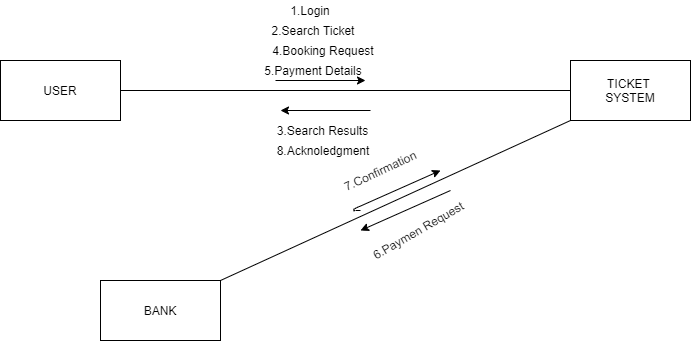 1.Login
2.Search Ticket
4.Booking Request
5.Payment Details
USER
TICKET
SYSTEM
3.Search Results
8.Acknoledgment
7.Confirmation
6.Paymen Request
BANK